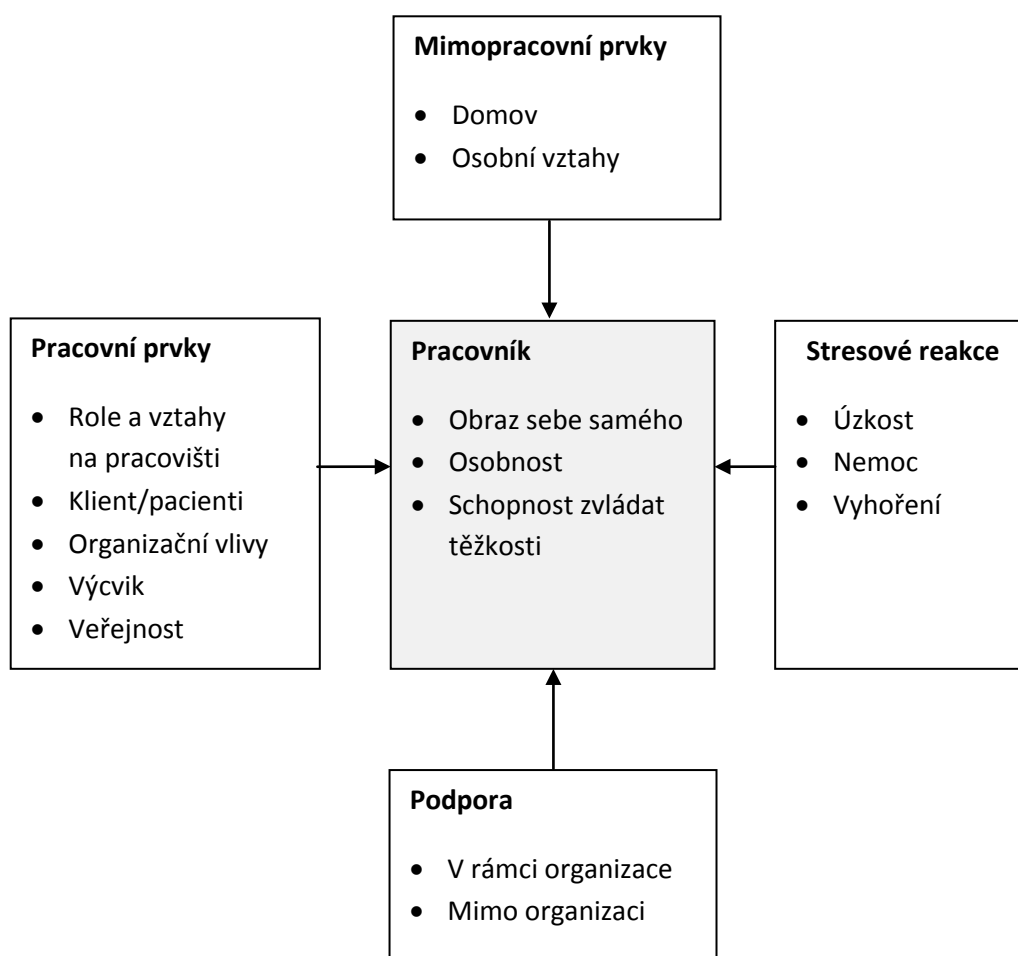 Mimopracovní prvky
• Domov
• Osobní vztahy
Pracovní prvky
• Role a vztahy
na pracovišti
• Klient/pacienti
• Organizační vlivy
• Výcvik
• Veřejnost
Pracovník
• Obraz sebe samého
• Osobnost
• Schopnost zvládat
těžkosti
Stresové reakce
• Úzkost
• Nemoc
• Vyhoření
Podpora
• V rámci organizace
• Mimo organizaci